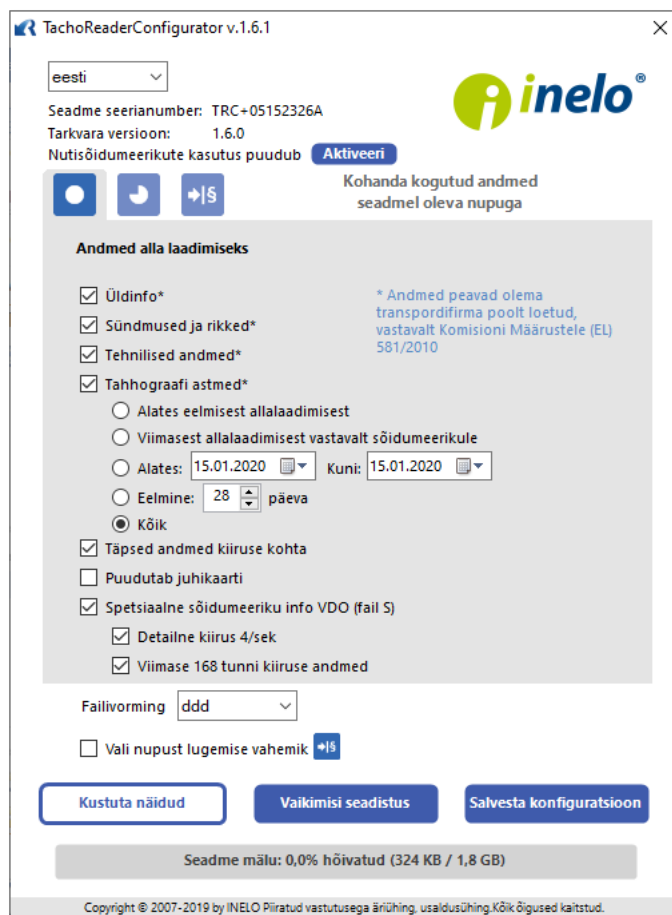 TachoReaderConfigurator v.1.6.1
eesti
inelo®
Seadme seerianumber: TRC+05152326A
Tarkvara versioon: 1.6.0
Nutisõidumeerikute kasutus puudub Aktiveeri
Kohanda kogutud andmed
seadmel oleva nupuga
Andmed alla laadimiseks
Üldinfo*
Sündmused ja rikked*
Tehnilised andmed*
* Andmed peavad olema
transpordifirma poolt loetud,
vastavalt Komisioni Määrustele (EL)
581/2010
Tahhograafi astmed*
Alates eelmisest allalaadimisest
Viimasest allalaadimisest vastavalt sõidumeerikule
Alates: 15.01.2020 Kuni: 15.01.2020
Eelmine: 28 päeva
Kõik
Täpsed andmed kiiruse kohta
Puudutab juhikaarti
Spetsiaalne sõidumeeriku info VDO (fail S)
Detailne kiirus 4/sek
Viimase 168 tunni kiiruse andmed
Failivorming ddd
Vali nupust lugemise vahemik
Kustuta näidud Vaikimisi seadistus Salvesta konfiguratsioon
Seadme mälu: 0,0% hõivatud (324 KB / 1,8 GB)
Copyright © 2007-2019 by INELO Piiratud vastutusega äriühing, usaldusühing.Kõik õigused kaitstud.